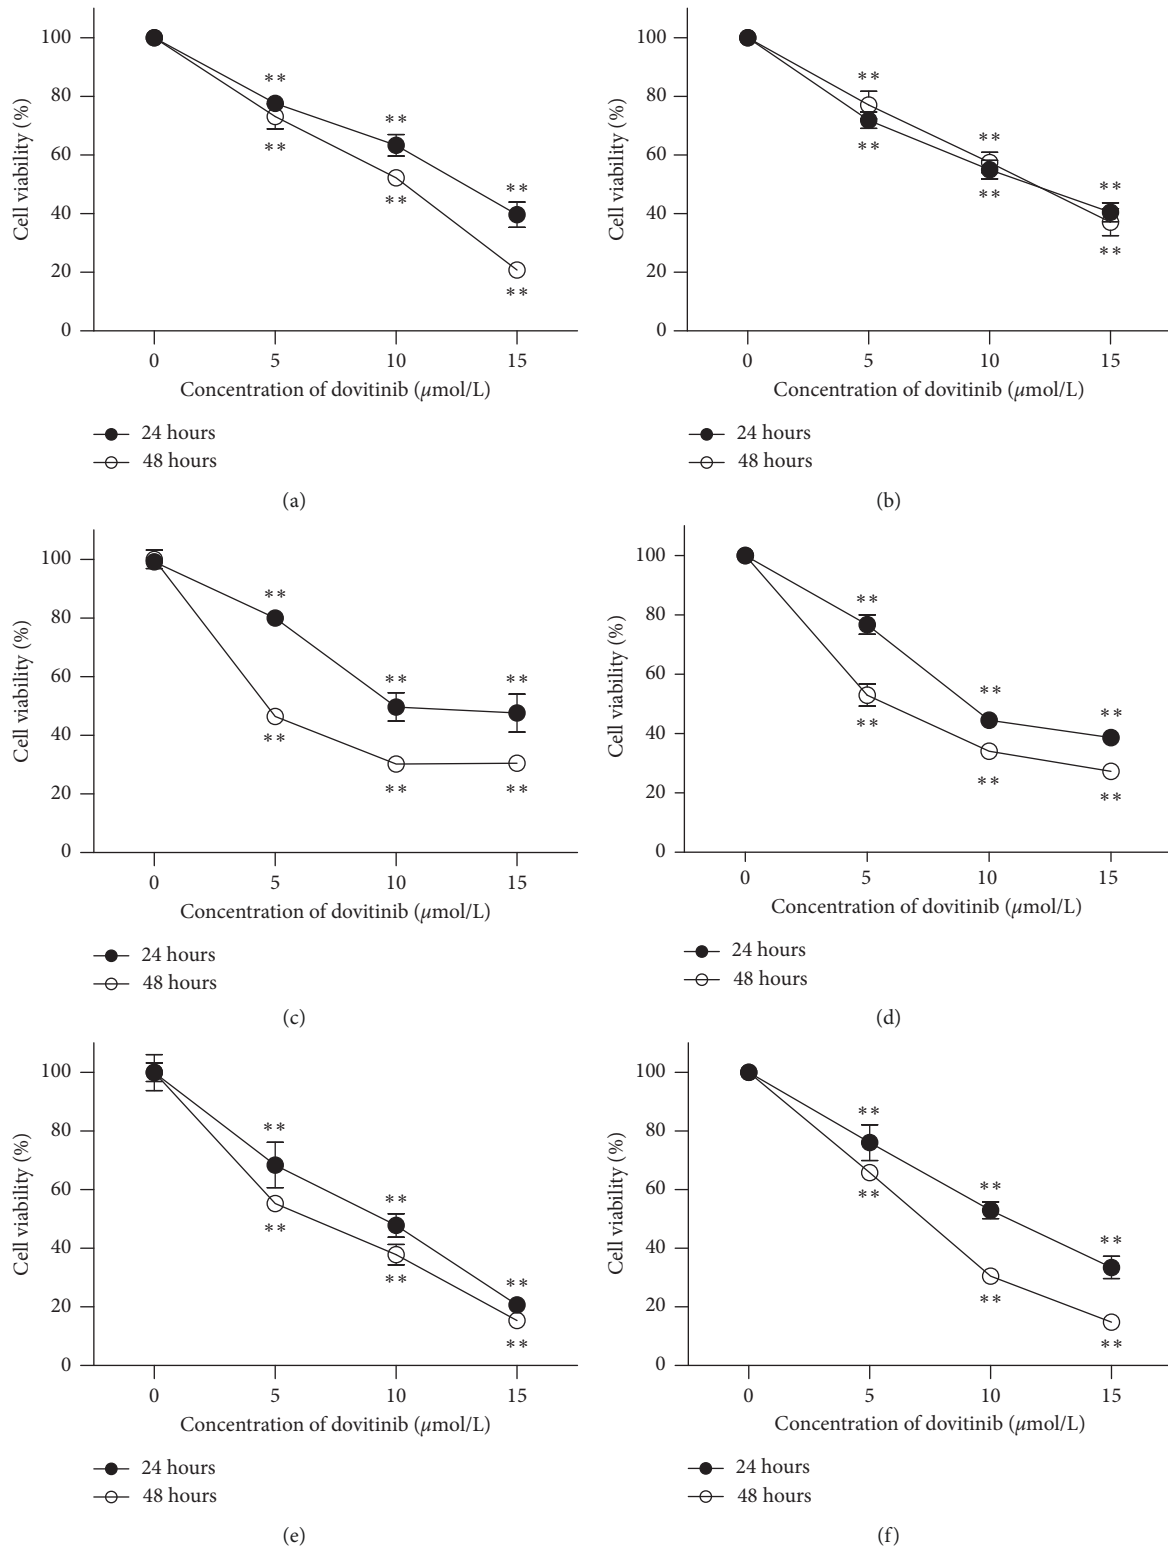 100
80
60
40
20
0
Cell viability (%)
** ** **
** ** **
0 5 10 15
Concentration of dovitinib (μmol/L)
24 hours
48 hours
(a)
100
80
60
40
20
0
Cell viability (%)
** ** **
** ** **
0 5 10 15
Concentration of dovitinib (μmol/L)
24 hours
48 hours
(b)
100
80
60
40
20
0
Cell viability (%)
** ** **
** ** **
0 5 10 15
Concentration of dovitinib (μmol/L)
24 hours
48 hours
(c)
100
80
60
40
20
0
Cell viability (%)
** ** **
** ** **
0 5 10 15
Concentration of dovitinib (μmol/L)
24 hours
48 hours
(d)
100
80
60
40
20
0
Cell viability (%)
** ** **
** ** **
0 5 10 15
Concentration of dovitinib (μmol/L)
24 hours
48 hours
(e)
100
80
60
40
20
0
Cell viability (%)
** ** **
** ** **
0 5 10 15
Concentration of dovitinib (μmol/L)
24 hours
48 hours
(f)